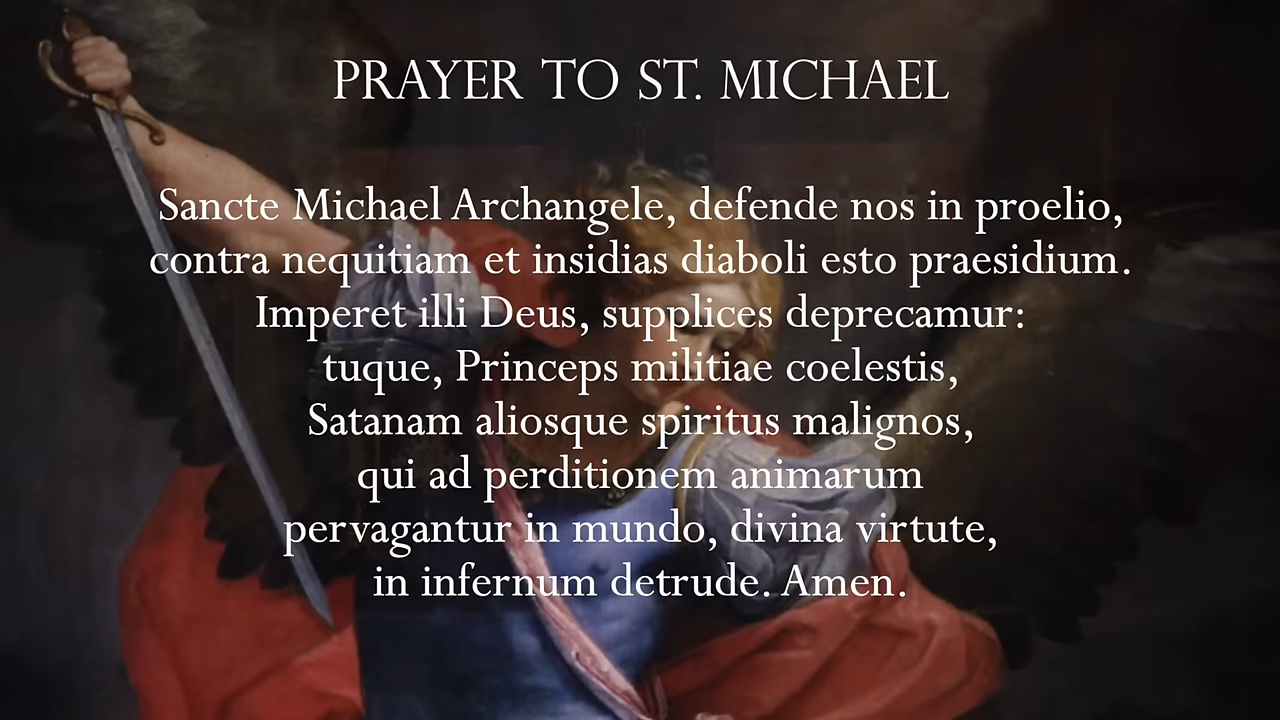 PRAYER TO ST. MICHAEL
Sancte Michael Archangele, defende nos in proelio,
contra nequitiam et insidias diaboli esto praesidium.
Imperet illi Deus, supplices deprecamur:
tuque, Princeps militiae coelestis,
Satanam aliosque spiritus malignos,
qui ad perditionem animarum
pervagantur in mundo, divina virtute,
in infernum detrude. Amen.